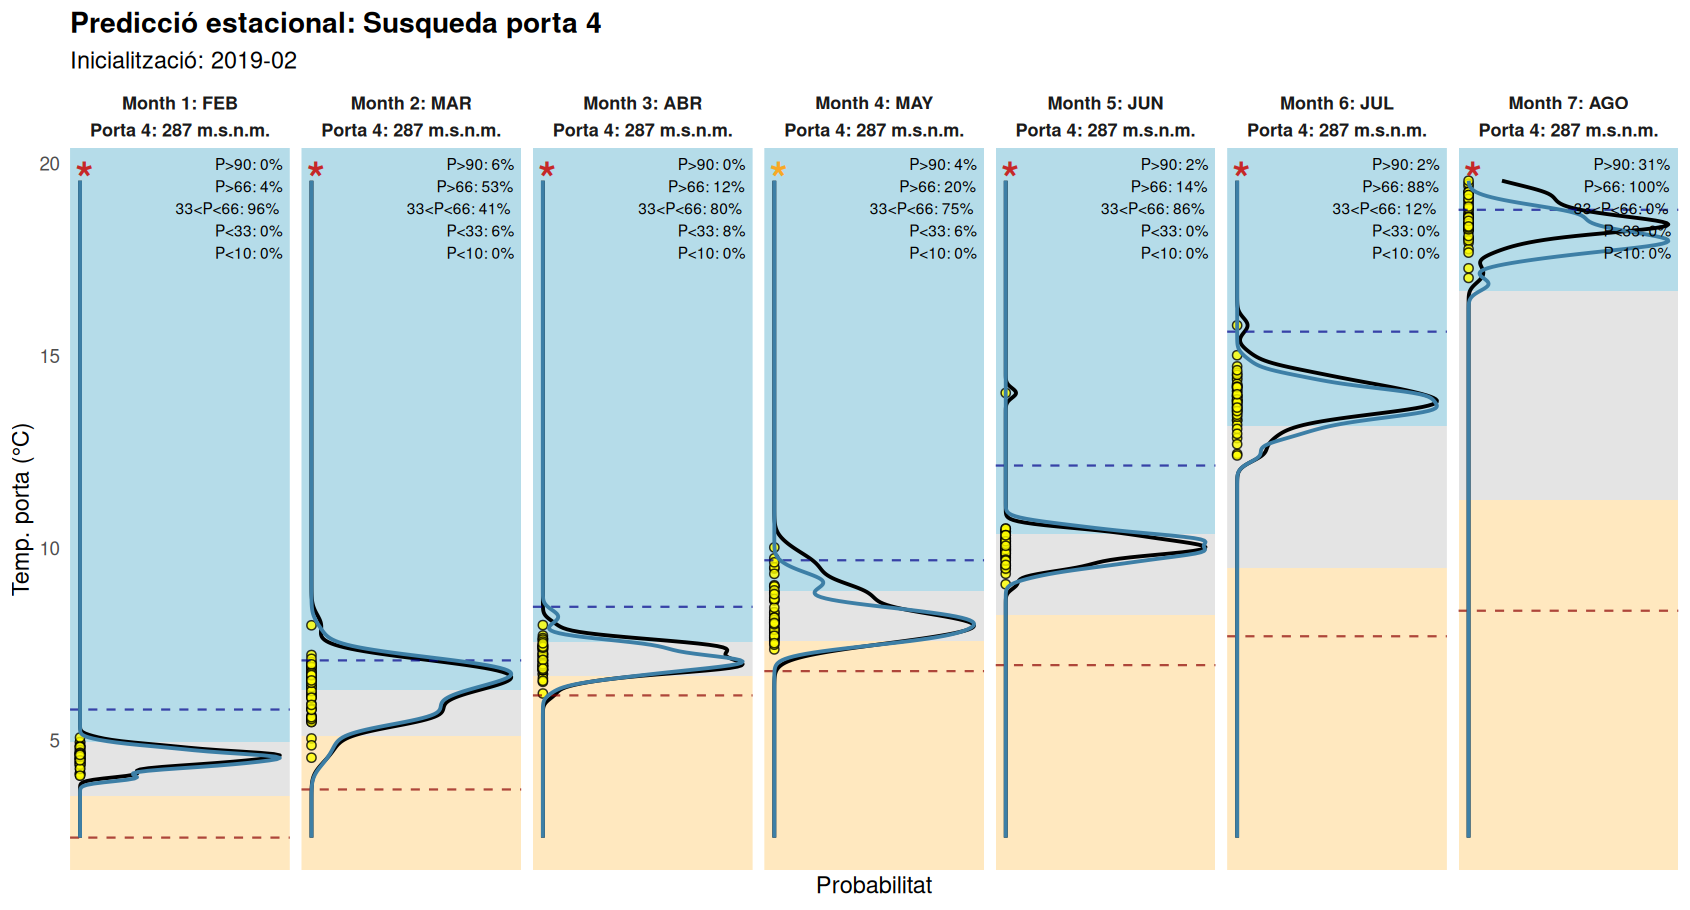 Predicció estacional: Susqueda porta 4
Inicialització: 2019-02
Month 1: FEB
Porta 4: 287 m.s.n.m.
Month 2: MAR
Porta 4: 287 m.s.n.m.
Month 3: ABR
Porta 4: 287 m.s.n.m.
Month 4: MAY
Porta 4: 287 m.s.n.m.
Month 5: JUN
Porta 4: 287 m.s.n.m.
Month 6: JUL
Porta 4: 287 m.s.n.m.
Month 7: AGO
Porta 4: 287 m.s.n.m.
Temp. porta (°C)
20
15
10
5
*
P>90: 0%
P>66: 4%
33<P<66: 96%
P<33: 0%
P<10: 0%
*
P>90: 6%
P>66: 53%
33<P<66: 41%
P<33: 6%
P<10: 0%
*
P>90: 0%
P>66: 12%
33<P<66: 80%
P<33: 8%
P<10: 0%
*
P>90: 4%
P>66: 20%
33<P<66: 75%
P<33: 6%
P<10: 0%
*
P>90: 2%
P>66: 14%
33<P<66: 86%
P<33: 0%
P<10: 0%
*
P>90: 2%
P>66: 88%
33<P<66: 12%
P<33: 0%
P<10: 0%
*
P>90: 31%
P>66: 100%
33<P<66: 0%
P<33: 0%
P<10: 0%
Probabilitat